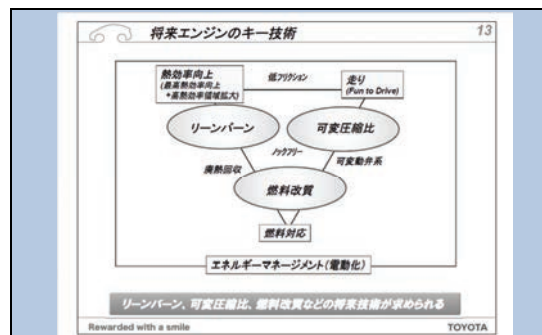 将来エンジンのキー技術
13
熱効率向上
(最高熱効率向上
+高熱効率領域拡大)
低フリクション
走り
(Fun to Drive)
リーンバーン
可変圧縮比
ノックフリー
廃熱回収
可変動弁系
燃料改質
燃料対応
エネルギーマネージメント(電動化)
リーンバーン、可変圧縮比、燃料改質などの将来技術が求められる
Rewarded with a smile
TOYOTA